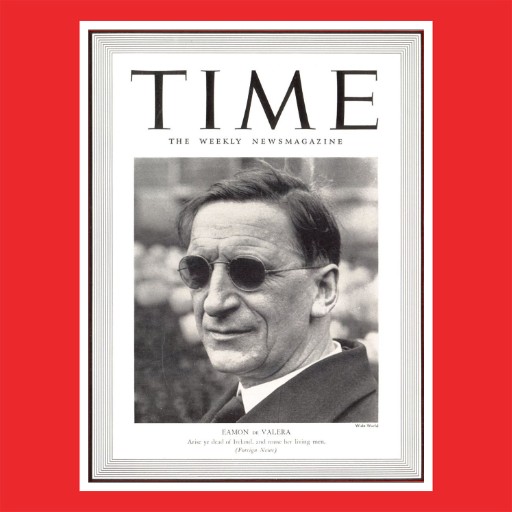 TIME
THE WEEKLY NEWSMAGAZINE
Wide World
EAMON DE VALERA
Arise ye dead of Ireland, and rouse her living men.
(Foreign News)